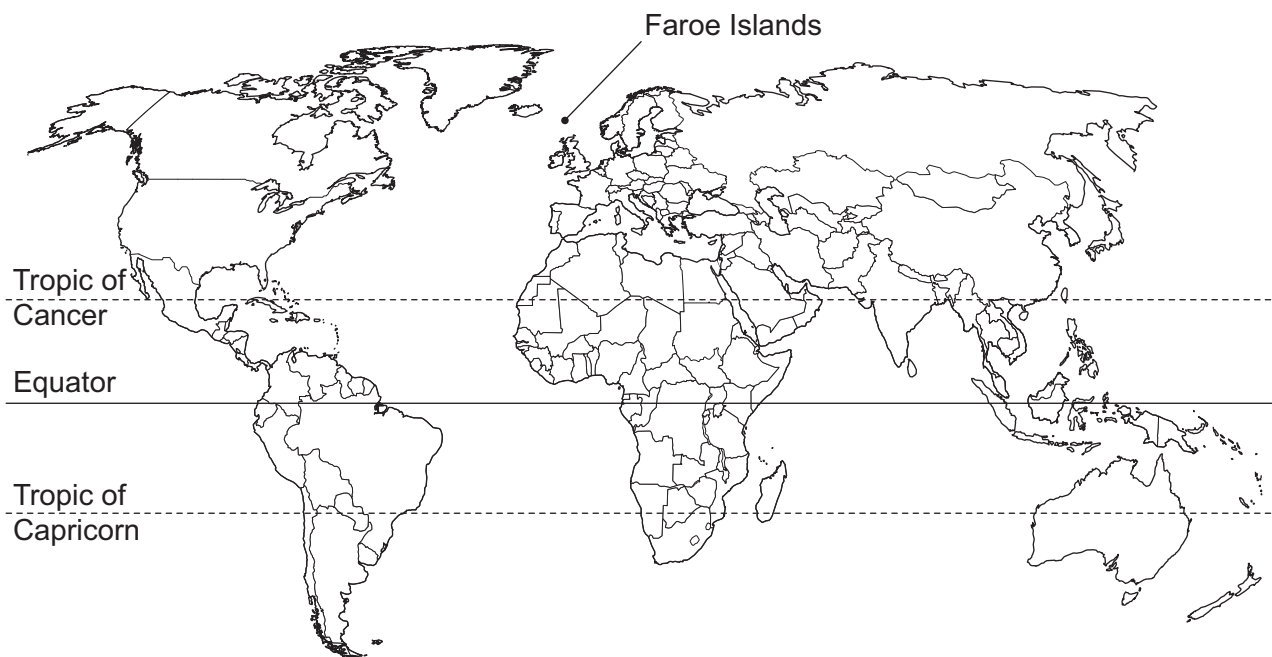 Faroe Islands
Tropic of
Cancer
Equator
Tropic of
Capricorn